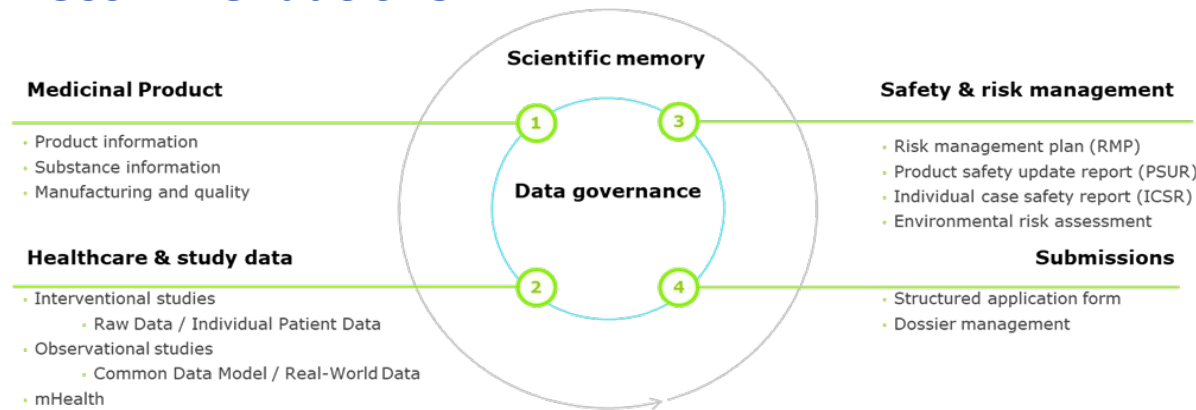 Scientific memory
Medicinal Product
1
• Product information
• Substance information
• Manufacturing and quality
Safety & risk management
3
• Risk management plan (RMP)
• Product safety update report (PSUR)
• Individual case safety report (ICSR)
• Environmental risk assessment
Data governance
Healthcare & study data
2
• Interventional studies
• Raw Data / Individual Patient Data
• Observational studies
• Common Data Model / Real-World Data
• mHealth
Submissions
4
• Structured application form
• Dossier management